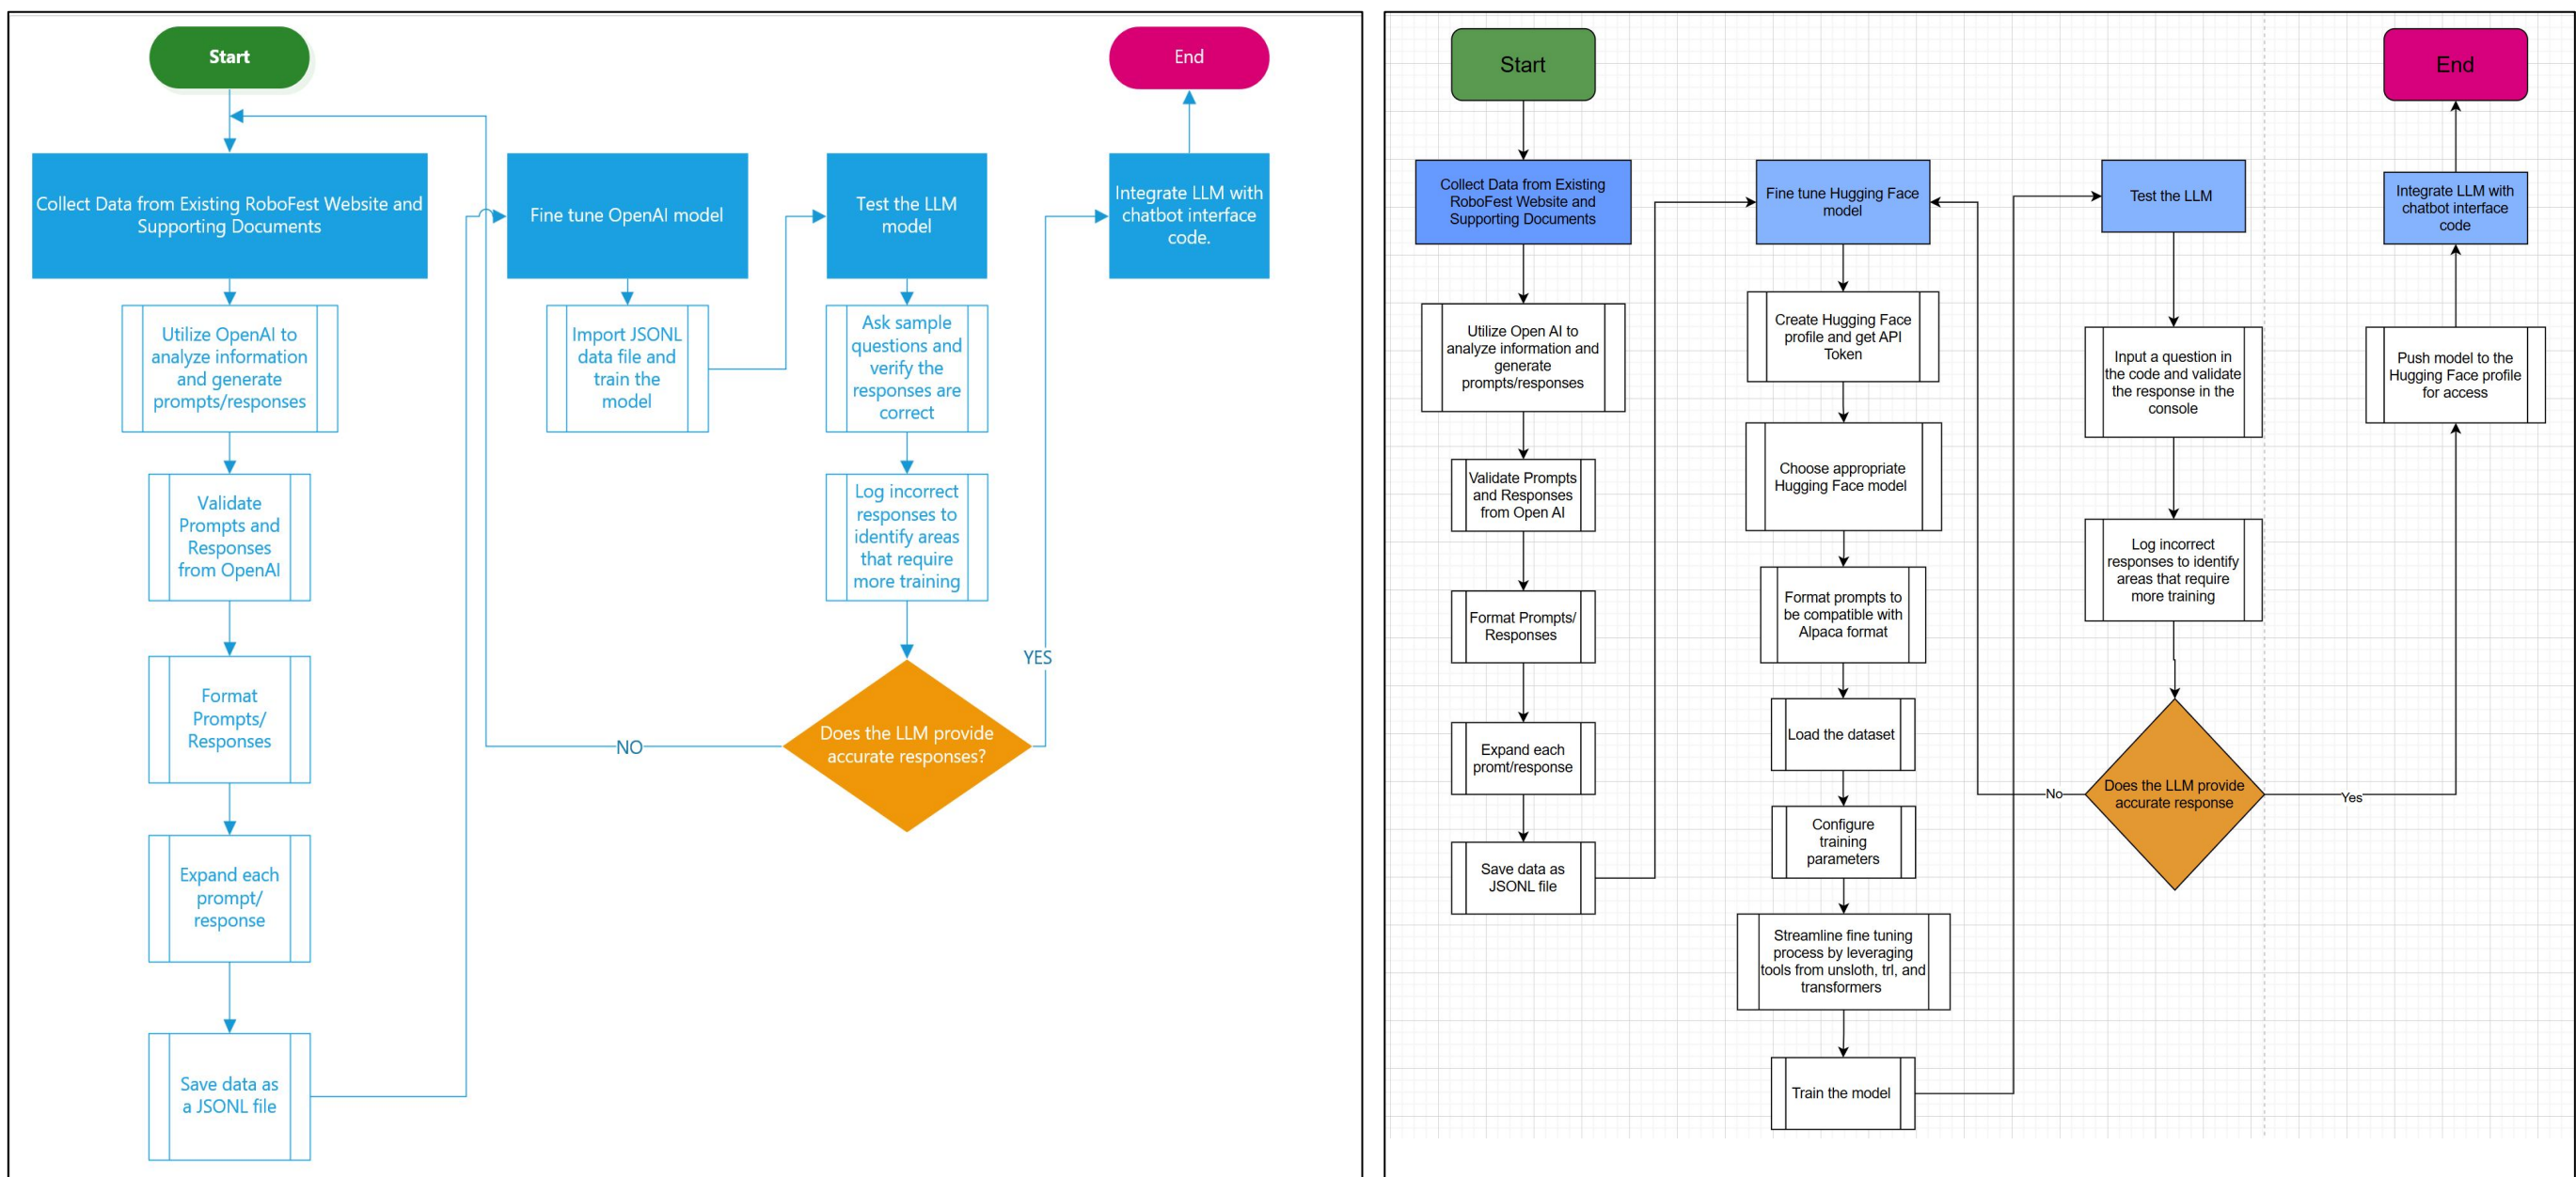 Start
End
Collect Data from Existing RoboFest Website and
Supporting Documents
Fine tune OpenAI model
Test the LLM
model
Integrate LLM with
chatbot interface
code.
Utilize OpenAI to
analyze information
and generate
prompts/responses
Import JSONL
data file and
train the
model
Ask sample
questions and
verify the
responses are
correct
Validate
Prompts and
Responses
from OpenAI
Log incorrect
responses to
identify areas
that require
more training
Format
Prompts/
Responses
YES
NO
Does the LLM provide
accurate responses?
Expand each
prompt/
response
Save data as
a JSONL file
Start
End
Collect Data from Existing
RoboFest Website and
Supporting Documents
Fine tune Hugging Face
model
Test the LLM
Integrate LLM with
chatbot interface
code
Utilize Open AI to
analyze information and
generate
prompts/responses
Create Hugging Face
profile and get API
Token
Input a question in
the code and validate
the response in the
console
Push model to the
Hugging Face profile
for access
Validate Prompts
and Responses
from Open AI
Choose appropriate
Hugging Face model
Log incorrect
responses to identify
areas that require
more training
Format Prompts/
Responses
Format prompts to
be compatible with
Alpaca format
Expand each
promt/response
Load the dataset
Does the LLM provide
accurate response
No
Yes
Save data as
JSONL file
Configure
training
parameters
Streamline fine tuning
process by leveraging
tools from unsloth, trl, and
transformers
Train the model